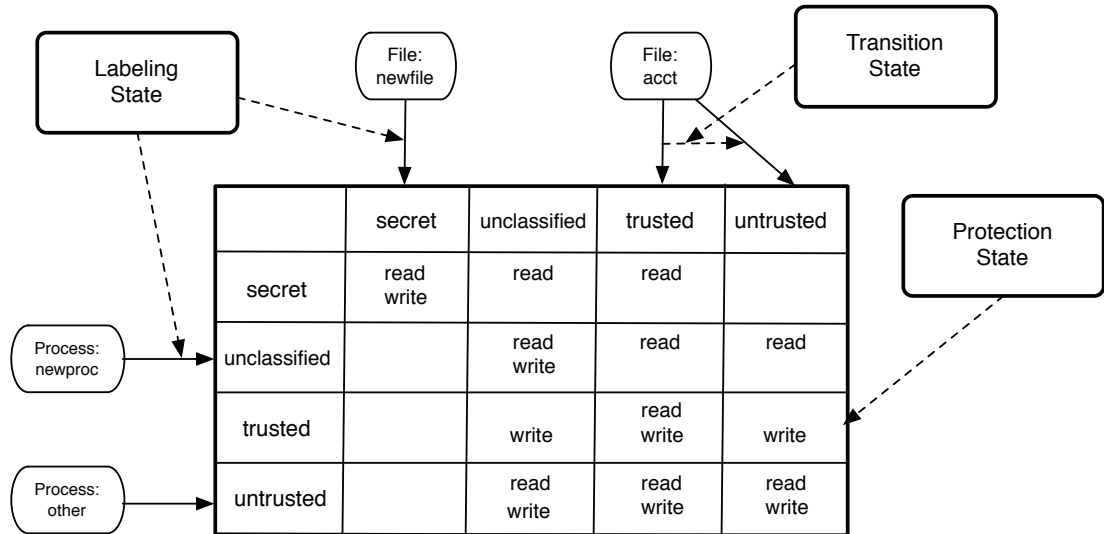 Labeling
State
File:
newfile
File:
acct
Transition
State
secret
unclassified
trusted
untrusted
Protection
State
secret
read
write
read
read
Process:
newproc
unclassified
read
write
read
read
trusted
write
read
write
write
Process:
other
untrusted
read
write
read
write
read
write